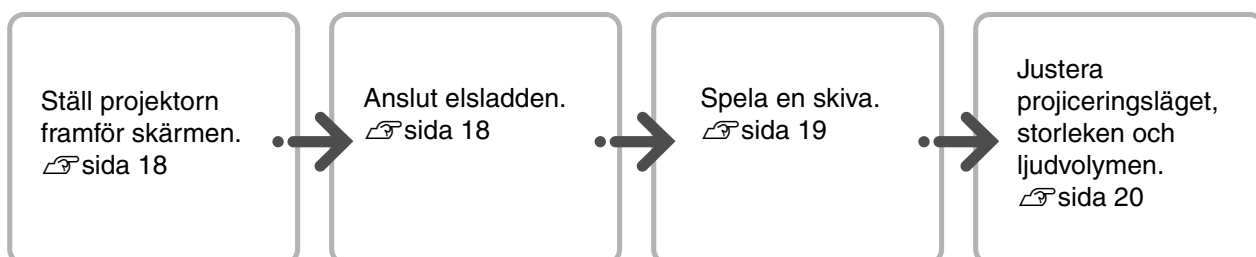 Ställ projektorn
framför skärmen.
sida 18
Anslut elsladden.
sida 18
Spela en skiva.
sida 19
Justera
projiceringsläget,
storleken och
ljudvolymen.
sida 20